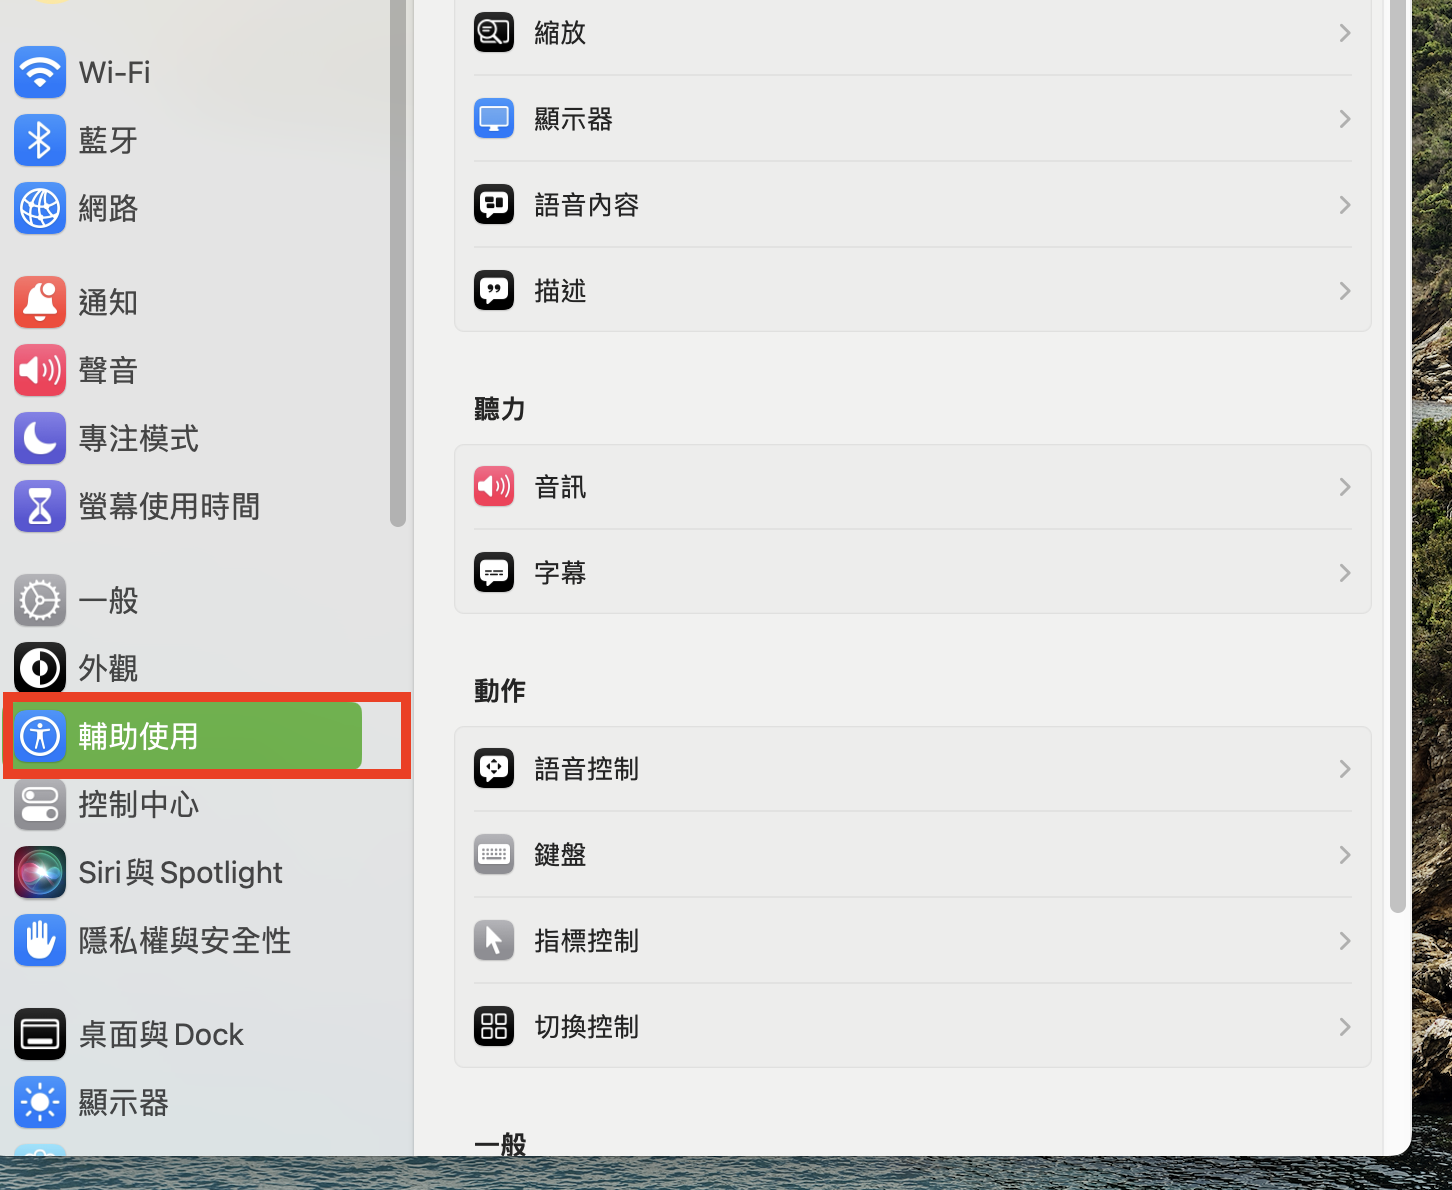 Wi-Fi
藍牙
網路
通知
聲音
專注模式
螢幕使用時間
一般
外觀
輔助使用
控制中心
Siri與Spotlight
隱私權與安全性
桌面與Dock
顯示器
縮放
顯示器
語音內容
描述
聽力
音訊
字幕
動作
語音控制
鍵盤
指標控制
切換控制
一般